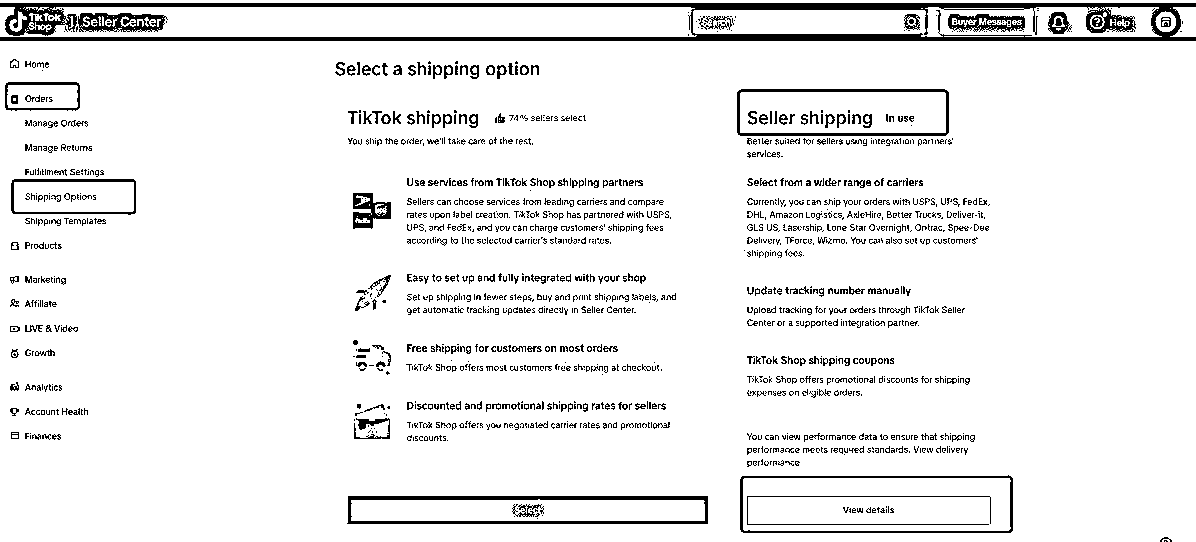 TikTok Shop
Seller Center
Search
Buyer Messages
Help
Home
Orders
Manage Orders
Manage Returns
Fulfillment Settings
Shipping Options
Shipping Templates
Products
Marketing
Affiliate
LIVE & Video
Growth
Analytics
Account Health
Finances
Select a shipping option
TikTok shipping
74% sellers select
You ship the order, we'll take care of the rest.
Use services from TikTok Shop shipping partners
Sellers can choose services from leading carriers and compare
rates upon label creation. TikTok Shop has partnered with USPS,
UPS, and FedEx, and you can charge customers' shipping fees
according to the selected carrier's standard rates.
Easy to set up and fully integrated with your shop
Set up shipping in fewer steps, buy and print shipping labels, and
get automatic tracking updates directly in Seller Center.
Free shipping for customers on most orders
TikTok Shop offers most customers free shipping at checkout.
Discounted and promotional shipping rates for sellers
TikTok Shop offers you negotiated carrier rates and promotional
discounts.
Select
Seller shipping In use
Better suited for sellers using integration partners'
services.
Select from a wider range of carriers
Currently, you can ship your orders with USPS, UPS, FedEx,
DHL, Amazon Logistics, AxleHire, Better Trucks, Deliver-it,
GLS US, Lasership, Lone Star Overnight, Ontrac, Spee-Dee
Delivery, TForce, Wizmo. You can also set up customers'
shipping fees.
Update tracking number manually
Upload tracking for your orders through TikTok Seller
Center or a supported integration partner.
TikTok Shop shipping coupons
TikTok Shop offers promotional discounts for shipping
expenses on eligible orders.
You can view performance data to ensure that shipping
performance meets required standards. View delivery
performance
View details